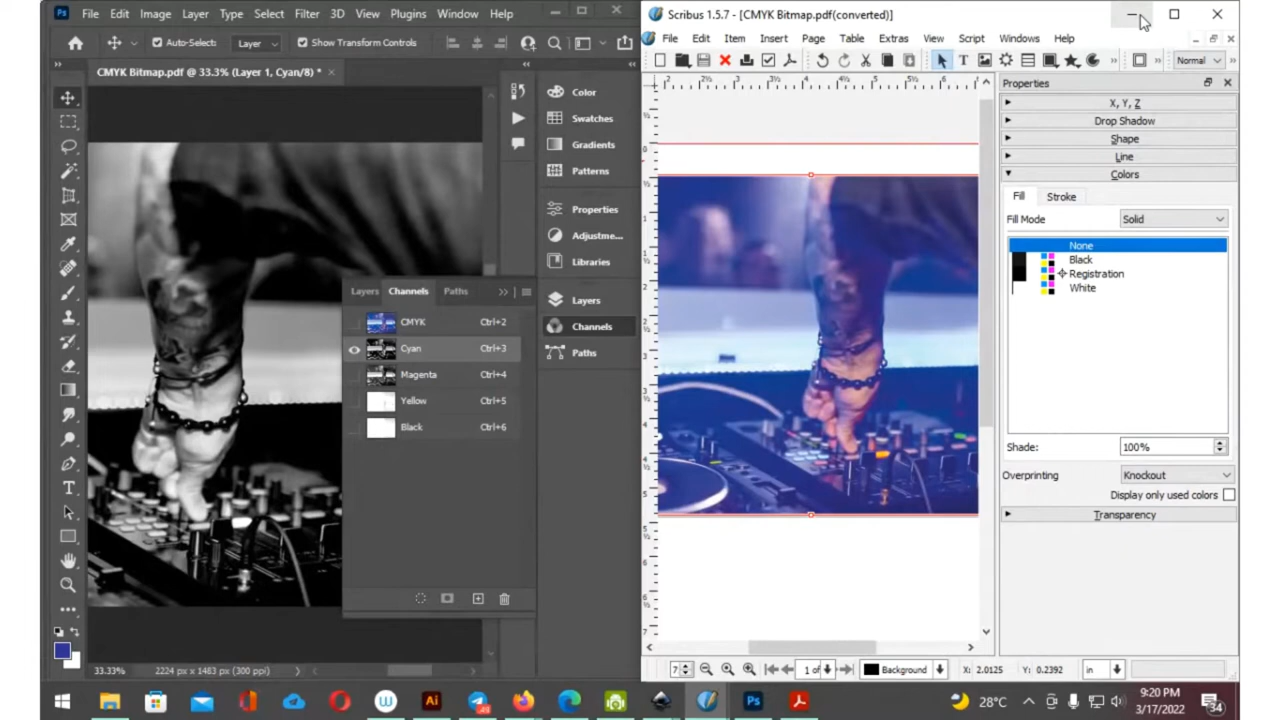 Ps File Edit Image Layer Type Select Filter 3D View Plugins Window Help
Auto-Select: Layer Show Transform Controls
CMYK Bitmap.pdf @ 33.3% (Layer 1, Cyan/8) *
Color
Swatches
Gradients
Patterns
Properties
Adjustme...
Libraries
Layers
Channels
Paths
Layers Channels Paths
CMYK Ctrl+2
Cyan Ctrl+3
Magenta Ctrl+4
Yellow Ctrl+5
Black Ctrl+6
33.33% 2224 px x 1483 px (300 ppi)
Scribus 1.5.7 - [CMYK Bitmap.pdf(converted)]
File Edit Item Insert Page Table Extras View Script Windows Help
Normal
Properties
X, Y, Z
Drop Shadow
Shape
Line
Colors
Fill Stroke
Fill Mode Solid
None
Black
Registration
White
Shade: 100%
Overprinting Knockout
Display only used colors
Transparency
1 of Background X: 2.0125 Y: 0.2392 in
28°C
9:20 PM
3/17/2022
34